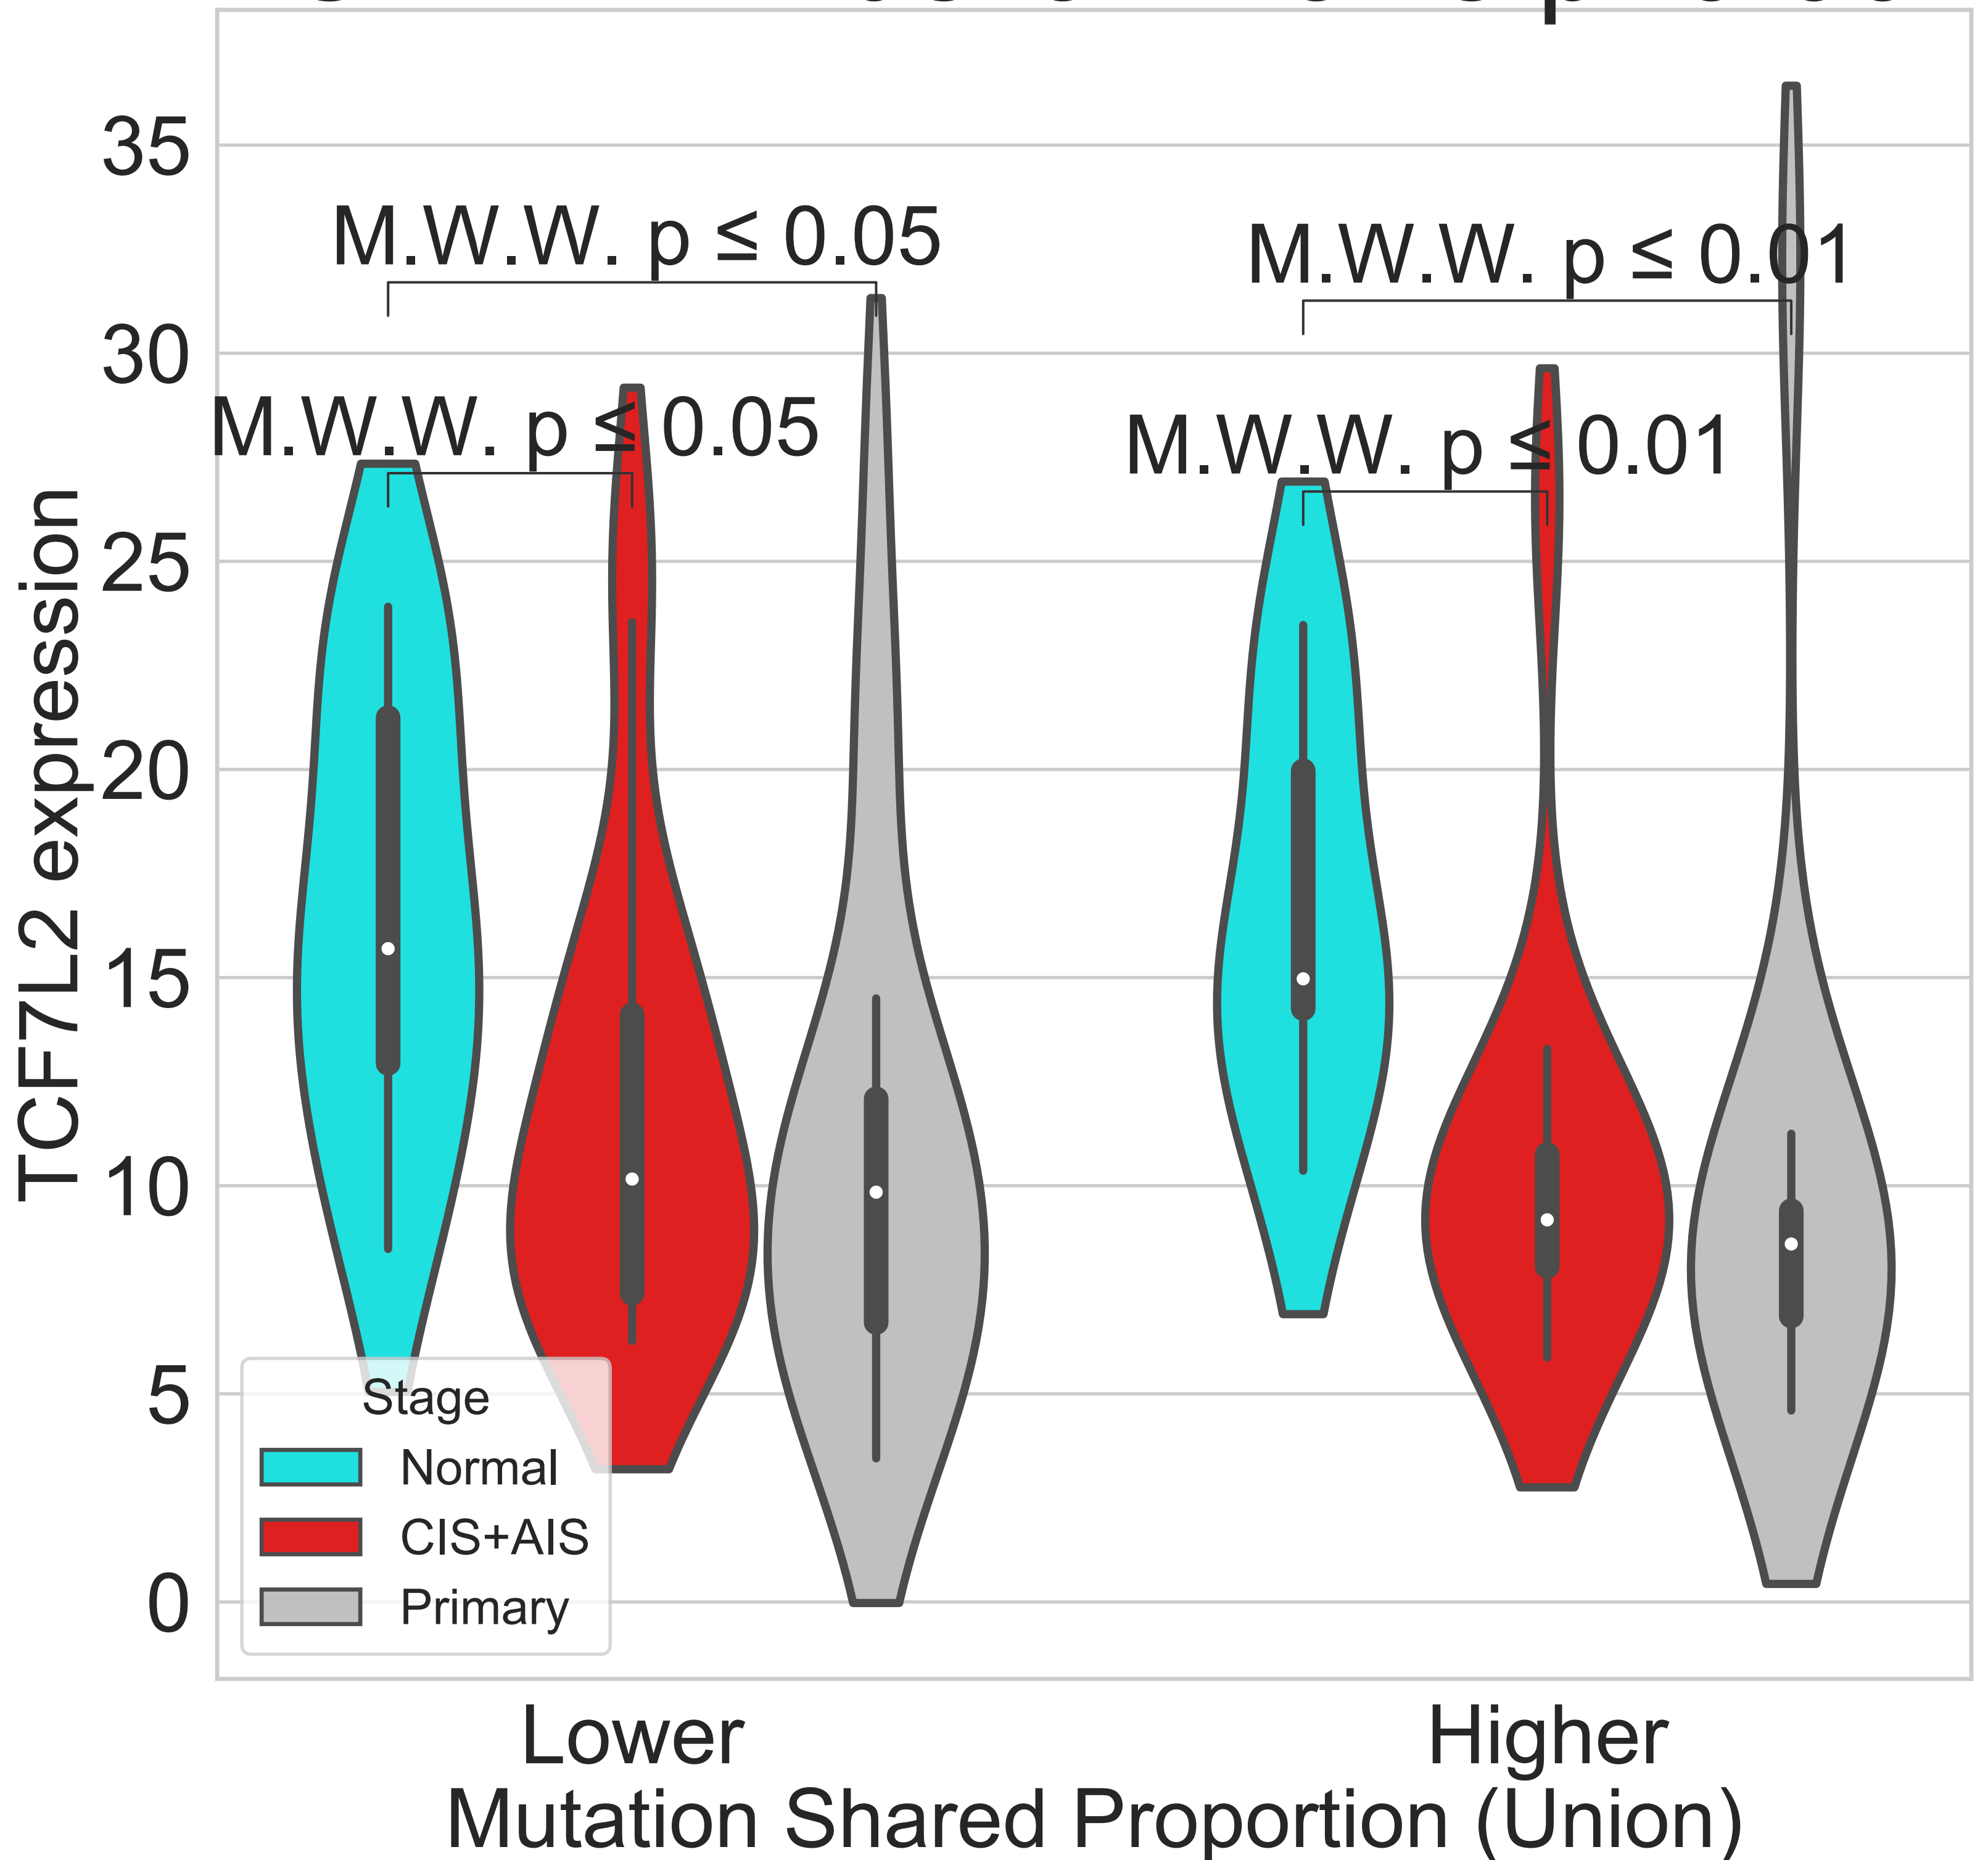 35
30
25
20
15
10
5
0
TCF7L2 expression
M.W.W. p ≤ 0.05
M.W.W. p ≤ 0.01
M.W.W. p ≤ 0.05
M.W.W. p ≤ 0.01
Stage
Normal
CIS+AIS
Primary
Lower
Higher
Mutation Shared Proportion (Union)